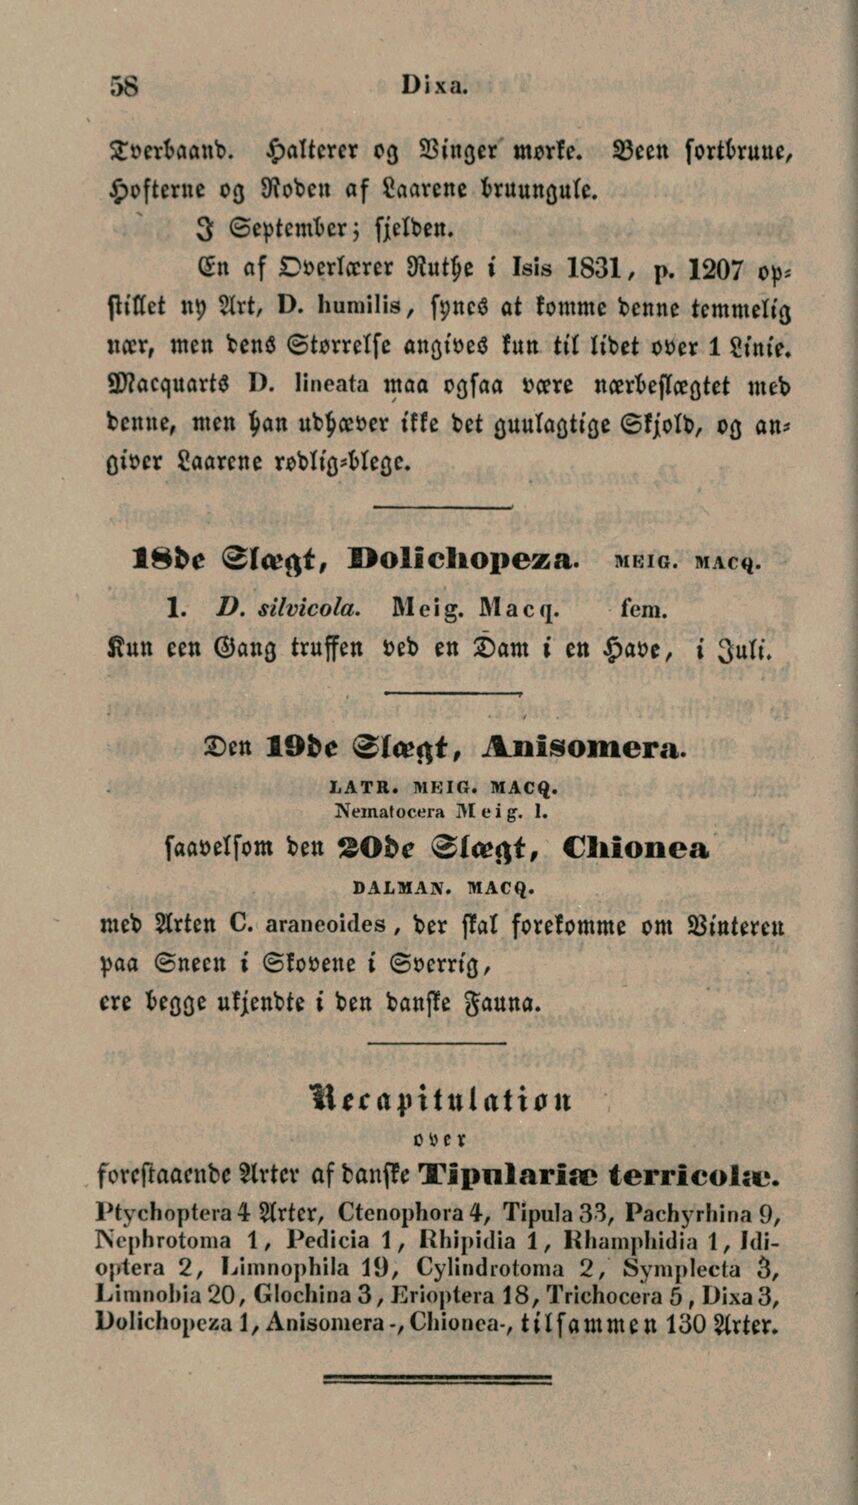 58 Dixa.
Tverbaand. Halterer og Vinger mørke. Been sortbrune,
Hofterne og Roden af Laarene bruungule.
I September; sjelden.
En af Overlærer Ruthe i Isis 1831, p. 1207 op-
stillet ny Art, D. humilis, synes at komme denne temmelig
nær, men dens Størrelse angives kun til lidet over 1 Linie.
Macquarts D. lineata maa ogsaa være nærbeslægtet med
denne, men han udhæver ikke det guulagtige Skjold, og an-
giver Laarene rødlig-blege.
18de Slægt, Dolichopeza. MEIG. MACQ.
1. D. silvicola. Meig. Macq. fem.
Kun een Gang truffen ved en Dam i en Have, i Juli.
Den 19de Slægt, Anisomera.
LATR. MEIG. MACQ.
Nematocera Meig. l.
saavelsom den 20de Slægt, Chionea
DALMAN. MACQ.
med Arten C. araneoides, der skal forekomme om Vinteren
paa Sneen i Skovene i Sverrig,
ere begge ukjendte i den danske Fauna.
Recapitulation
over
forestaaende Arter af danske Tipulariæ terricolæ.
Ptychoptera 4 Arter, Ctenophora 4, Tipula 33, Pachyrhina 9,
Nephrotoma 1, Pedicia 1, Rhipidia 1, Rhamphidia 1, Idi-
optera 2, Limnophila 19, Cylindrotoma 2, Symplecta 3,
Limnobia 20, Glochina 3, Erioptera 18, Trichocera 5, Dixa 3,
Dolichopeza 1, Anisomera -, Chionea -, tilsammen 130 Arter.